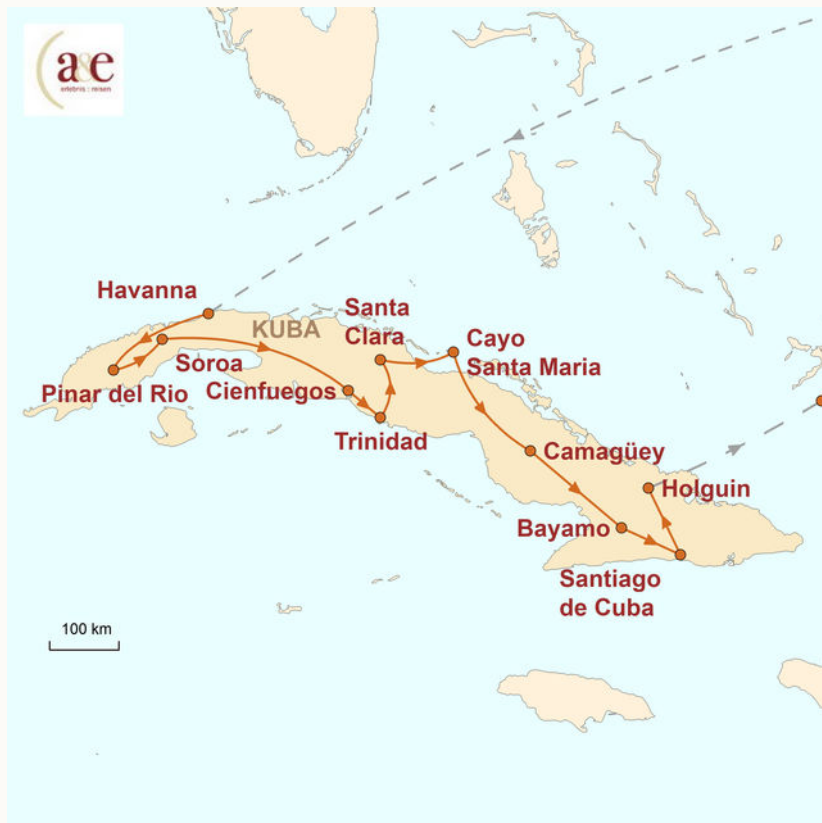 a&e
erlebnis : reisen
Havanna
Santa
Clara
KUBA
Cayo
Santa Maria
Soroa
Pinar del Rio
Cienfuegos
Trinidad
Camagüey
Holguin
Bayamo
Santiago
de Cuba
100 km